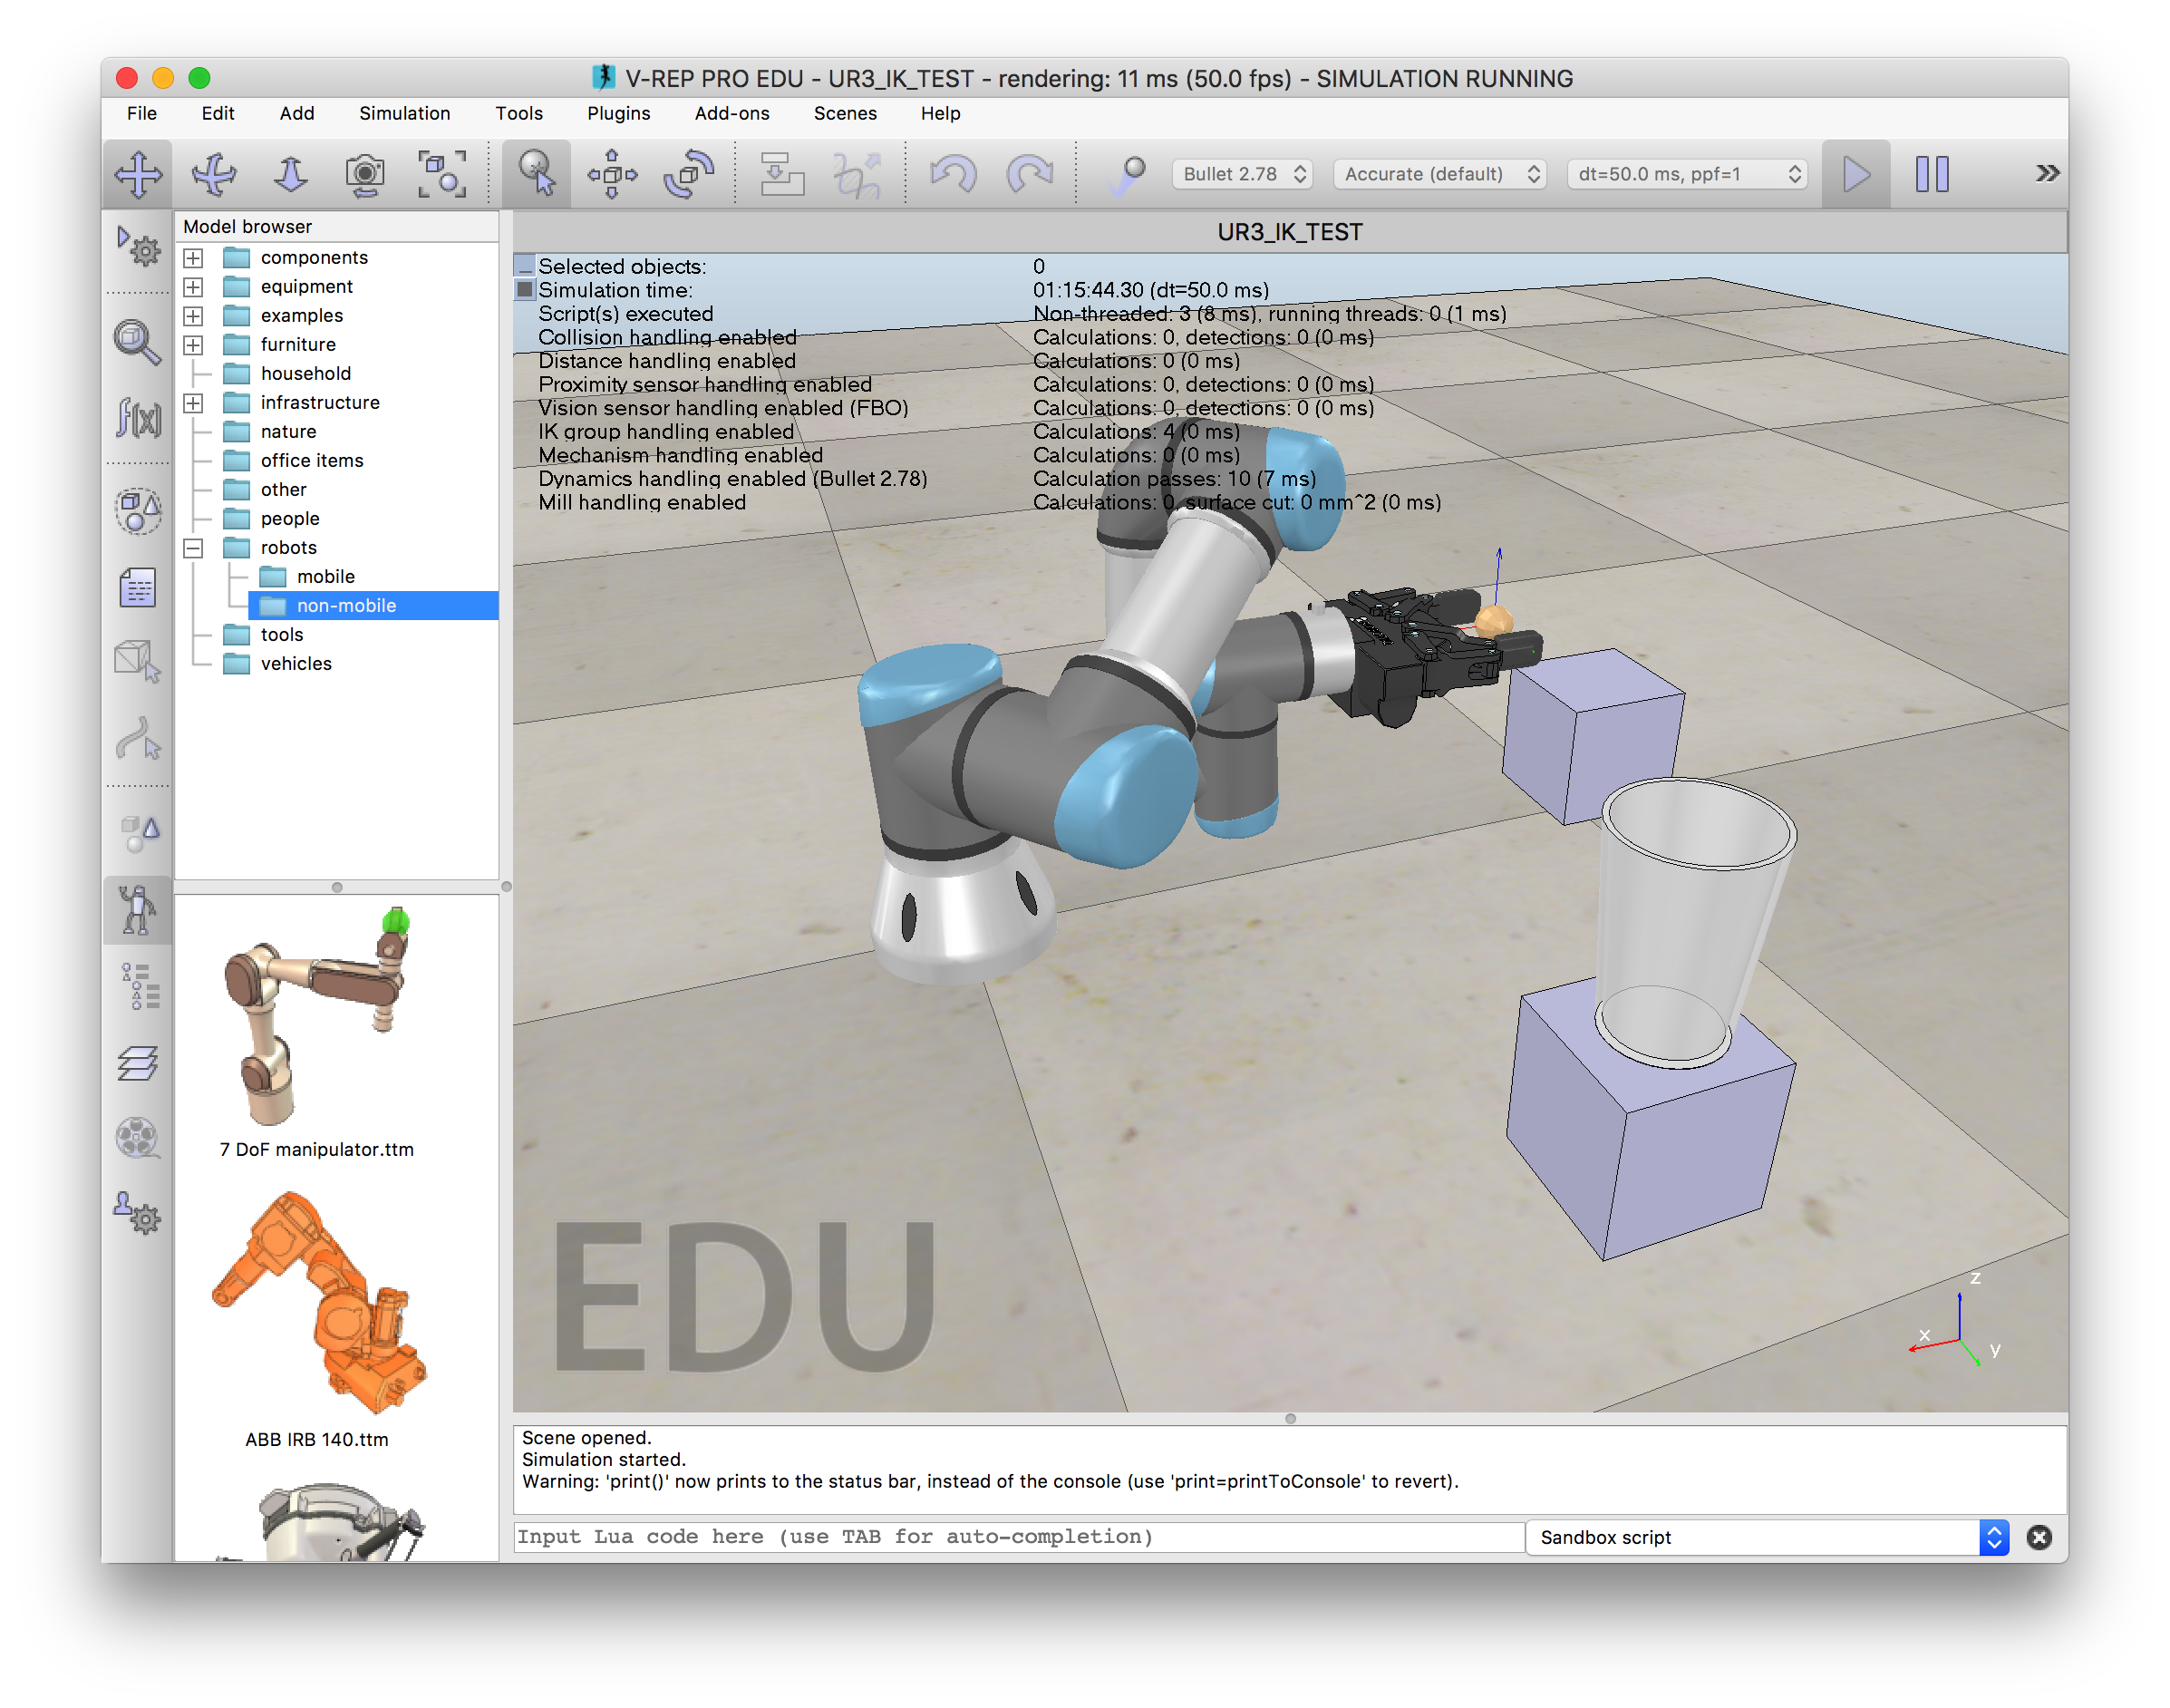 V-REP PRO EDU - UR3_IK_TEST - rendering: 11 ms (50.0 fps) - SIMULATION RUNNING
File Edit Add Simulation Tools Plugins Add-ons Scenes Help
Bullet 2.78 Accurate (default) dt=50.0 ms, ppf=1
f(x)
Model browser
components
equipment
examples
furniture
household
infrastructure
nature
office items
other
people
robots
mobile
non-mobile
tools
vehicles
7 DoF manipulator.ttm
ABB IRB 140.ttm
UR3_IK_TEST
Selected objects: 0
Simulation time: 01:15:44.30 (dt=50.0 ms)
Script(s) executed Non-threaded: 3 (8 ms), running threads: 0 (1 ms)
Collision handling enabled Calculations: 0, detections: 0 (0 ms)
Distance handling enabled Calculations: 0 (0 ms)
Proximity sensor handling enabled Calculations: 0, detections: 0 (0 ms)
Vision sensor handling enabled (FBO) Calculations: 0, detections: 0 (0 ms)
IK group handling enabled Calculations: 4 (0 ms)
Mechanism handling enabled Calculations: 0 (0 ms)
Dynamics handling enabled (Bullet 2.78) Calculation passes: 10 (7 ms)
Mill handling enabled Calculations: 0, surface cut: 0 mm^2 (0 ms)
EDU
z
x
y
Scene opened.
Simulation started.
Warning: 'print()' now prints to the status bar, instead of the console (use 'print=printToConsole' to revert).
Input Lua code here (use TAB for auto-completion) Sandbox script